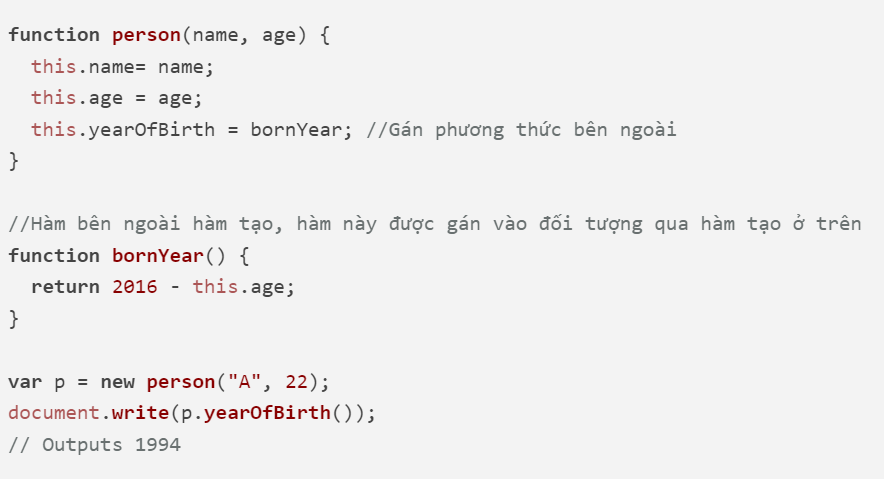 function person(name, age) {
  this.name= name;
  this.age = age;
  this.yearOfBirth = bornYear; //Gán phương thức bên ngoài
}
//Hàm bên ngoài hàm tạo, hàm này được gán vào đối tượng qua hàm tạo ở trên
function bornYear() {
  return 2016 - this.age;
}
var p = new person("A", 22);
document.write(p.yearOfBirth());
// Outputs 1994